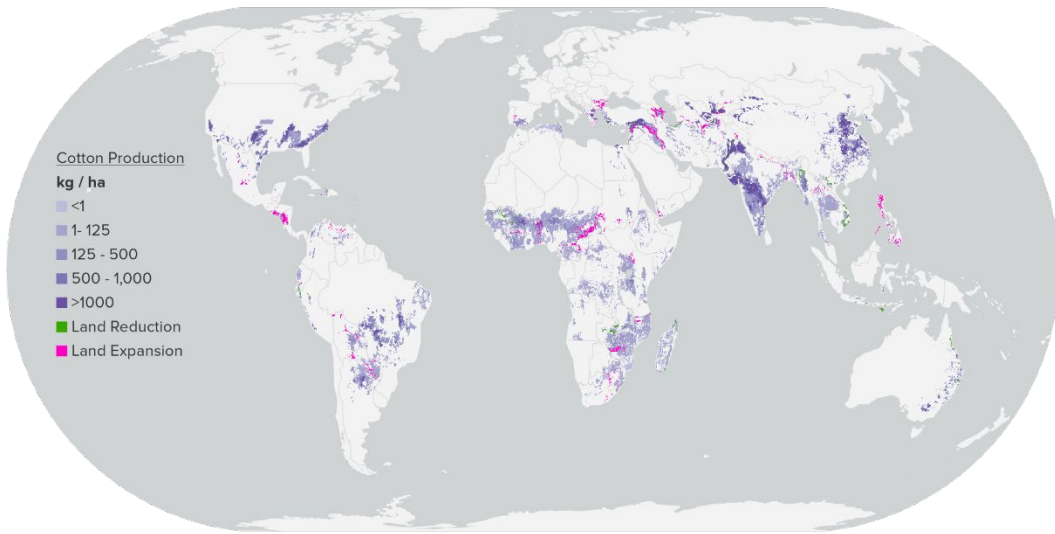 Cotton Production
kg / ha
<1
1- 125
125 - 500
500 - 1,000
>1000
Land Reduction
Land Expansion